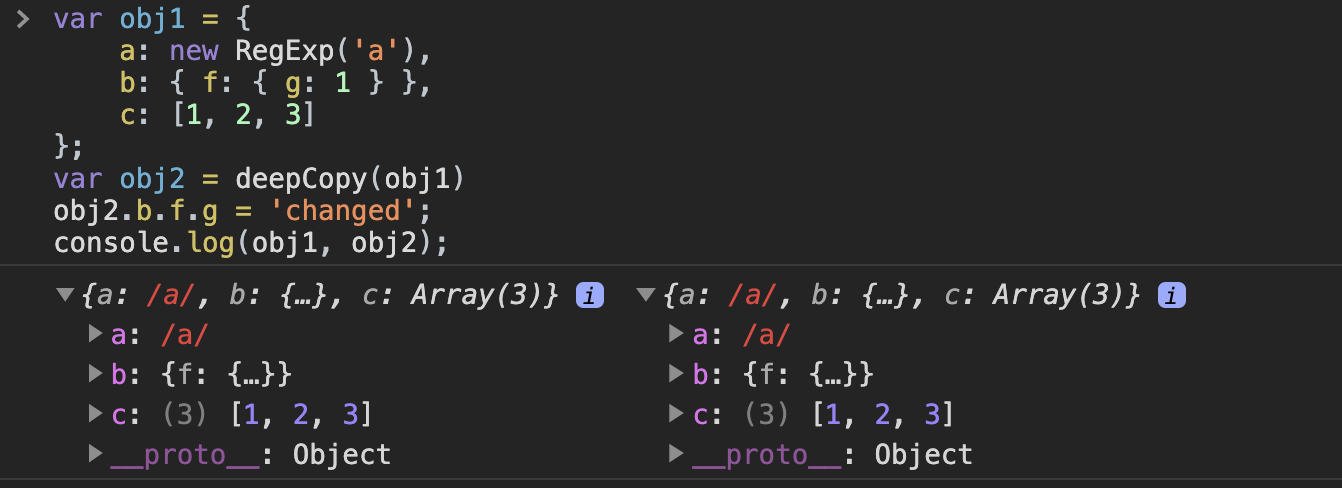 > var obj1 = {
a: new RegExp('a'),
b: { f: { g: 1 } },
c: [1, 2, 3]
};
var obj2 = deepCopy(obj1)
obj2.b.f.g = 'changed';
console.log(obj1, obj2);
▼{a: /a/, b: {…}, c: Array(3)} i ▼{a: /a/, b: {…}, c: Array(3)} i
▶a: /a/ ▶a: /a/
▶b: {f: {…}} ▶b: {f: {…}}
▶c: (3) [1, 2, 3] ▶c: (3) [1, 2, 3]
▶__proto__: Object ▶__proto__: Object